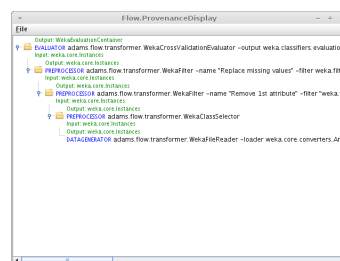 Flow.ProvenanceDisplay
File
Output: WekaEvaluationContainer
EVALUATOR adams.flow.transformer.WekaCrossValidationEvaluator -output weka.classifiers.evaluatio
Input: weka.core.Instances
Output: weka.core.Instances
PREPROCESSOR adams.flow.transformer.WekaFilter -name "Replace missing values" -filter weka.filt
Input: weka.core.Instances
Output: weka.core.Instances
PREPROCESSOR adams.flow.transformer.WekaFilter -name "Remove 1st attribute" -filter "weka.
Input: weka.core.Instances
Output: weka.core.Instances
PREPROCESSOR adams.flow.transformer.WekaClassSelector
Input: weka.core.Instances
Output: weka.core.Instances
DATAGENERATOR adams.flow.transformer.WekaFileReader -loader weka.core.converters.Ar